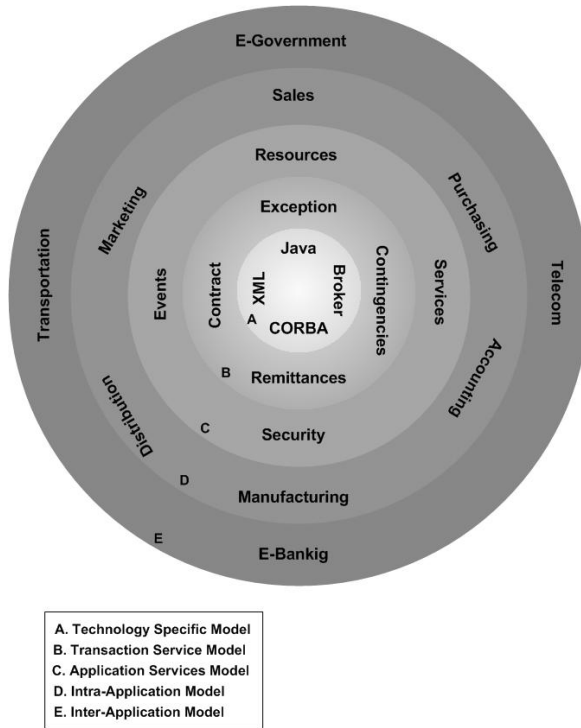 E-Government
Sales
Resources
Exception
Java
Marketing
Purchasing
Transportation
Events
Contract
XML
Broker
Contingencies
Services
Telecom
A
CORBA
B
Remittances
Accounting
Distribution
C
Security
D
Manufacturing
E
E-Bankig
A. Technology Specific Model
B. Transaction Service Model
C. Application Services Model
D. Intra-Application Model
E. Inter-Application Model